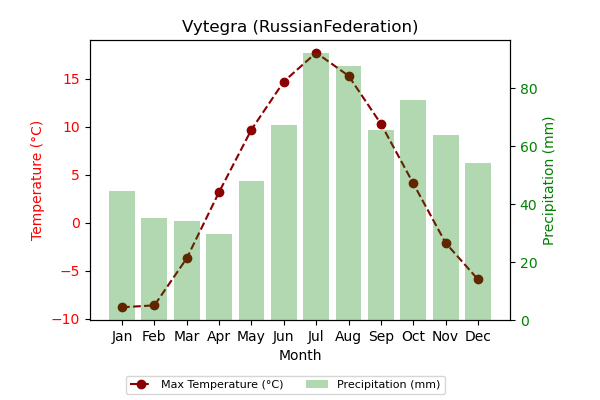 Vytegra (RussianFederation)
Temperature (°C)
15
10
5
0
−5
−10
80
60
40
20
0
Precipitation (mm)
Jan Feb Mar Apr May Jun Jul Aug Sep Oct Nov Dec
Month
Max Temperature (°C) Precipitation (mm)